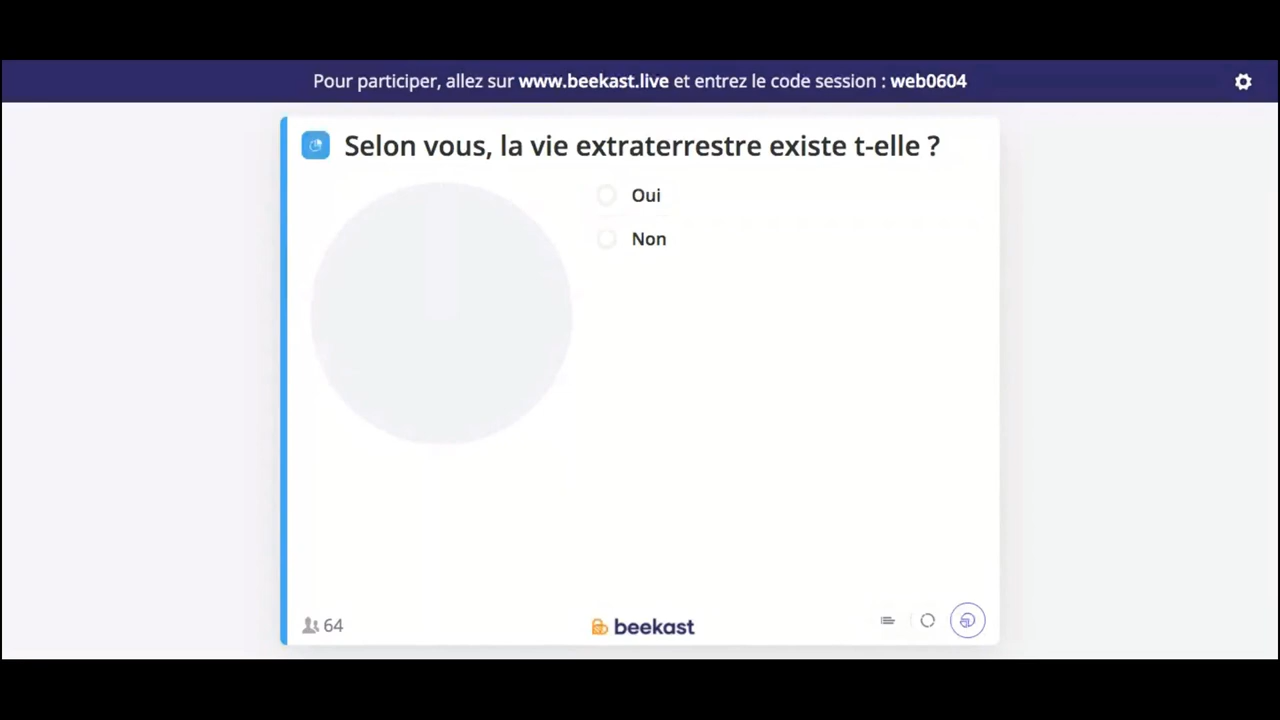 Pour participer, allez sur www.beekast.live et entrez le code session : web0604
Selon vous, la vie extraterrestre existe t-elle ?
Oui
Non
64
beekast